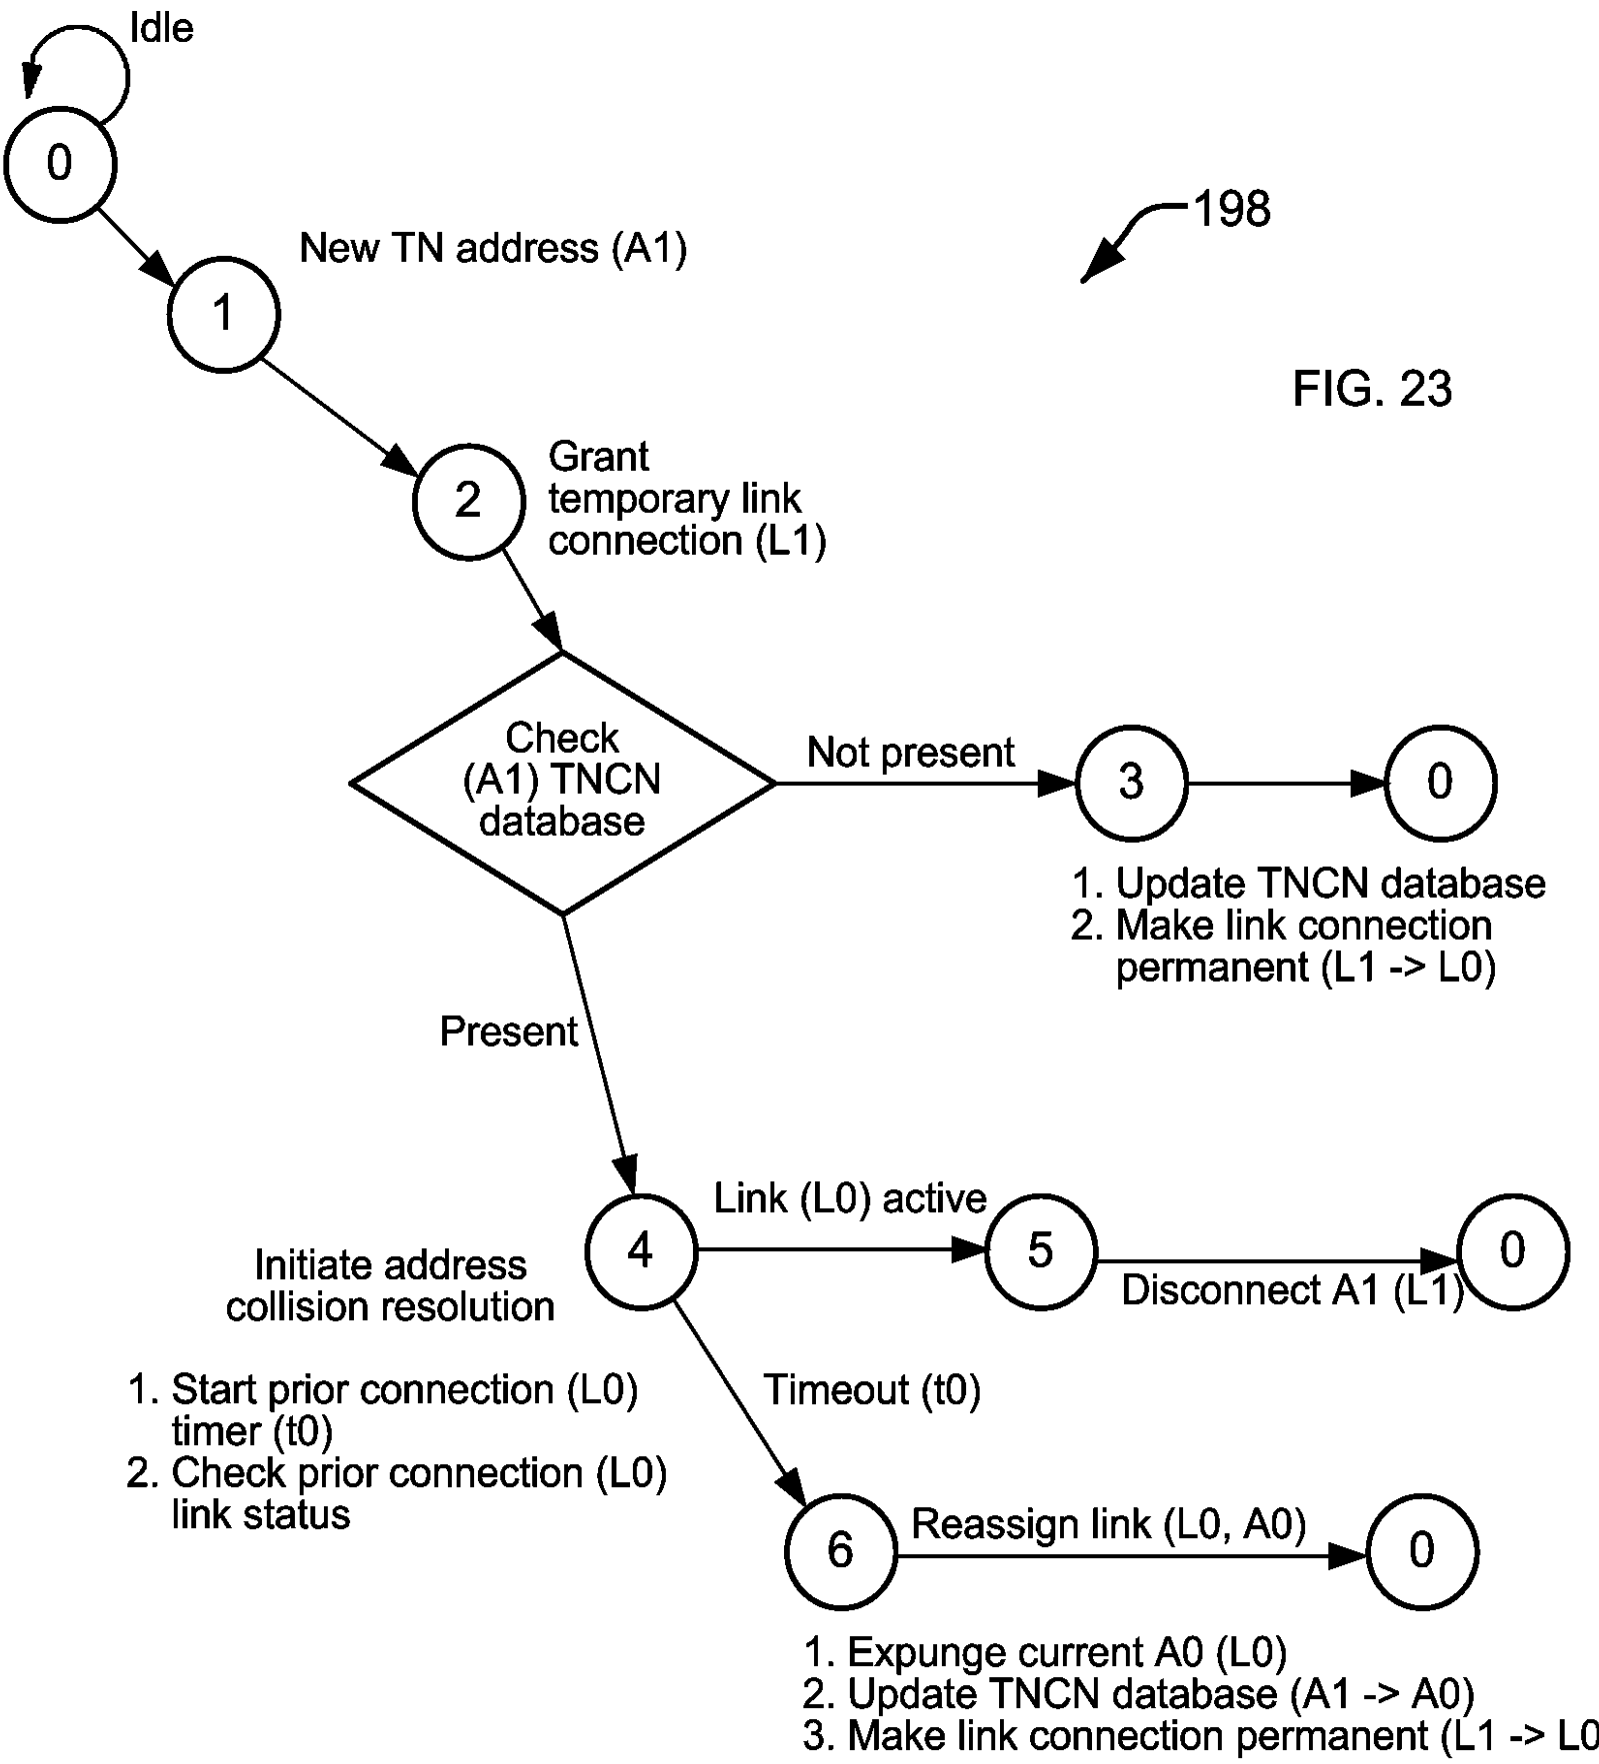 Idle
0
198
New TN address (A1)
1
FIG. 23
Grant
temporary link
connection (L1)
2
Check
(A1) TNCN
database
Not present
3
0
1. Update TNCN database
2. Make link connection
permanent (L1 -> L0)
Present
Link (L0) active
4
5
0
Disconnect A1 (L1)
Initiate address
collision resolution
1. Start prior connection (L0)
timer (t0)
2. Check prior connection (L0)
link status
Timeout (t0)
Reassign link (L0, A0)
6
0
1. Expunge current A0 (L0)
2. Update TNCN database (A1 -> A0)
3. Make link connection permanent (L1 -> L0